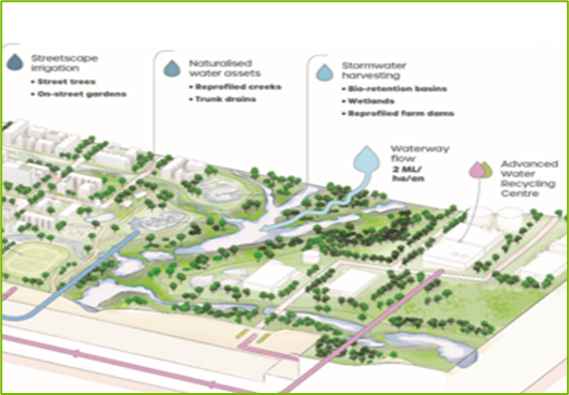 Streetscape
irrigation
• Street trees
• On-street gardens
Naturalised
water assets
• Reprofiled creeks
• Trunk drains
Stormwater
harvesting
• Bio-retention basins
• Wetlands
• Reprofiled farm dams
Waterway
flow
2 ML/
ha/an
Advanced
Water
Recycling
Centre